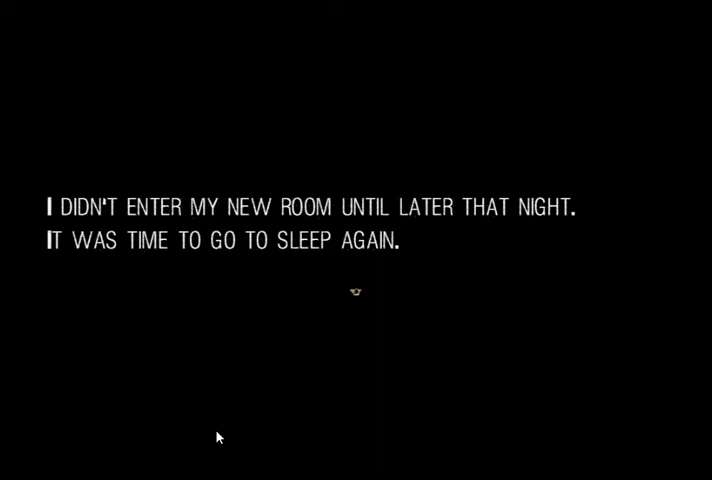 I DIDN'T ENTER MY NEW ROOM UNTIL LATER THAT NIGHT.
IT WAS TIME TO GO TO SLEEP AGAIN.